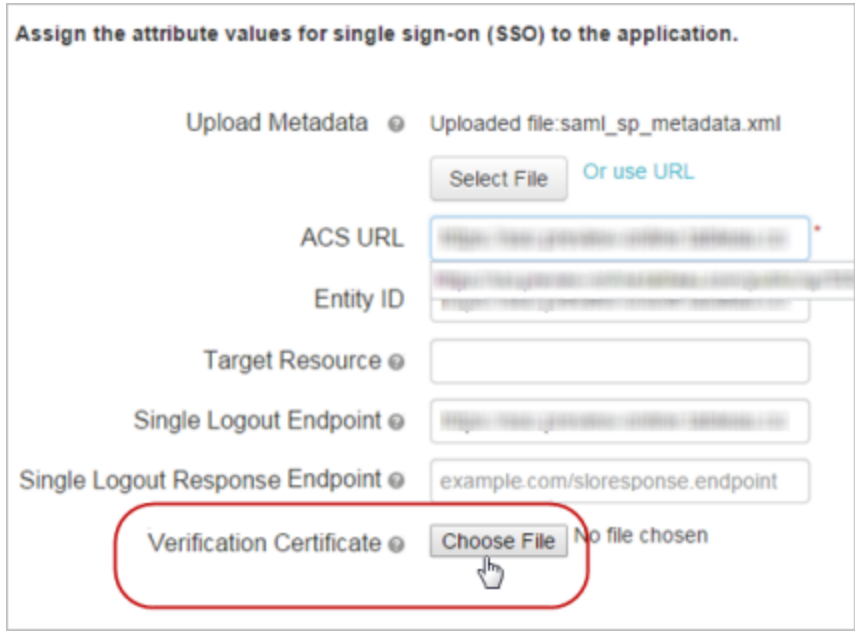 Assign the attribute values for single sign-on (SSO) to the application.
Upload Metadata Uploaded file:saml_sp_metadata.xml
Select File Or use URL
ACS URL *
Entity ID
Target Resource
Single Logout Endpoint
Single Logout Response Endpoint example.com/sloresponse.endpoint
Verification Certificate Choose File No file chosen